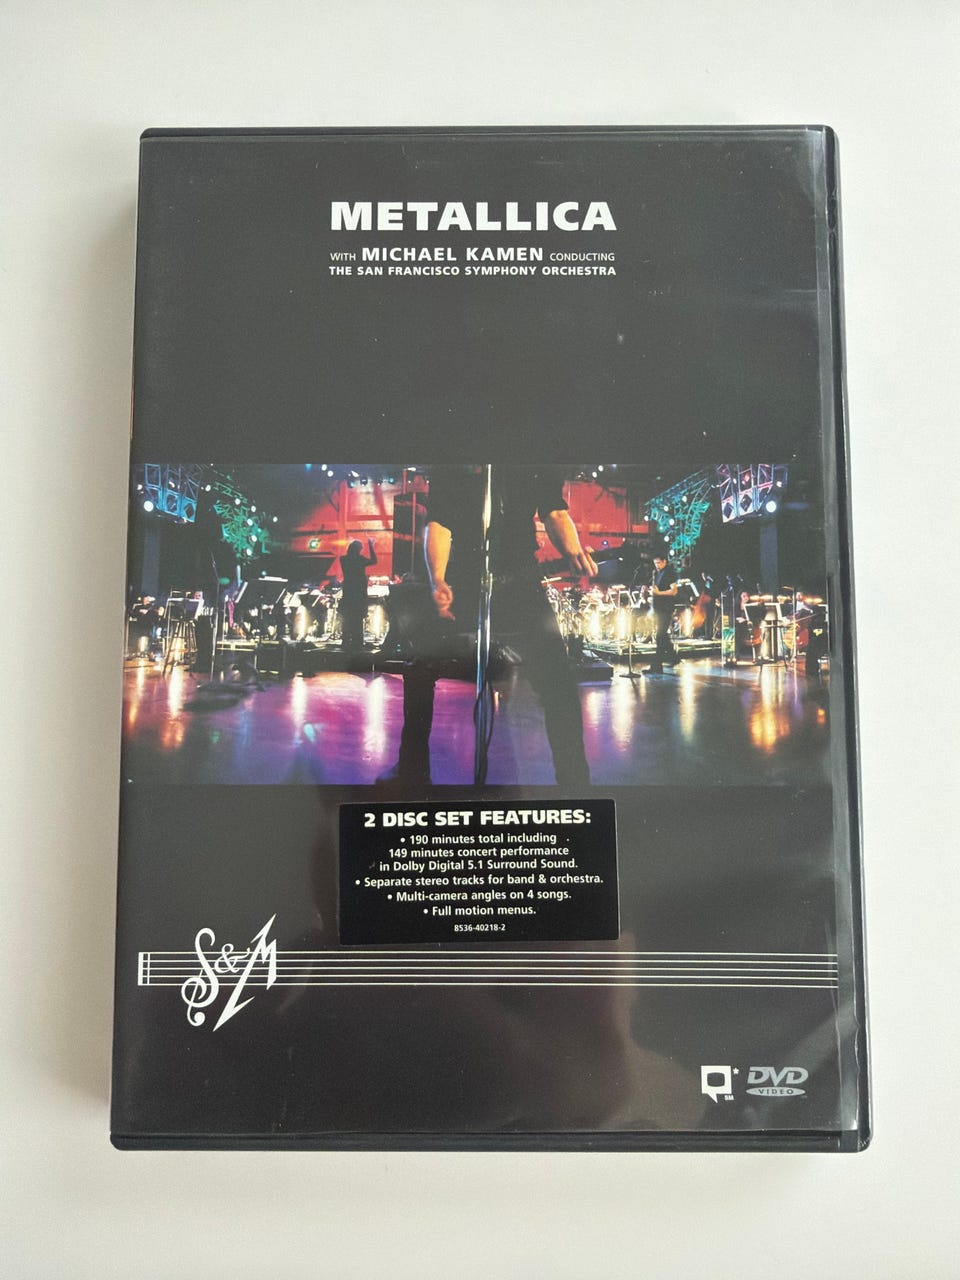 METALLICA
WITH MICHAEL KAMEN CONDUCTING
THE SAN FRANCISCO SYMPHONY ORCHESTRA
2 DISC SET FEATURES:
• 190 minutes total including
149 minutes concert performance
in Dolby Digital 5.1 Surround Sound.
• Separate stereo tracks for band & orchestra.
• Multi-camera angles on 4 songs.
• Full motion menus.
8536-40218-2
S&M
* SM
DVD
VIDEO